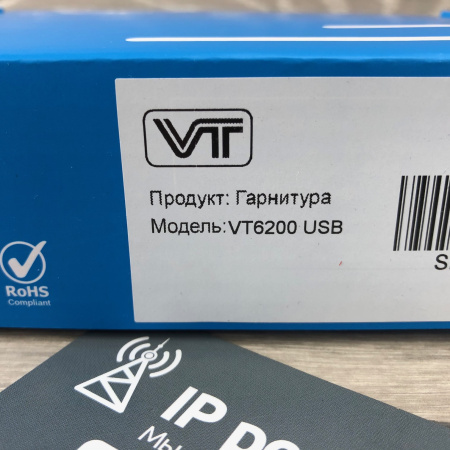 VT
Продукт: Гарнитура
Модель:VT6200 USB
RoHS
Compliant
IP